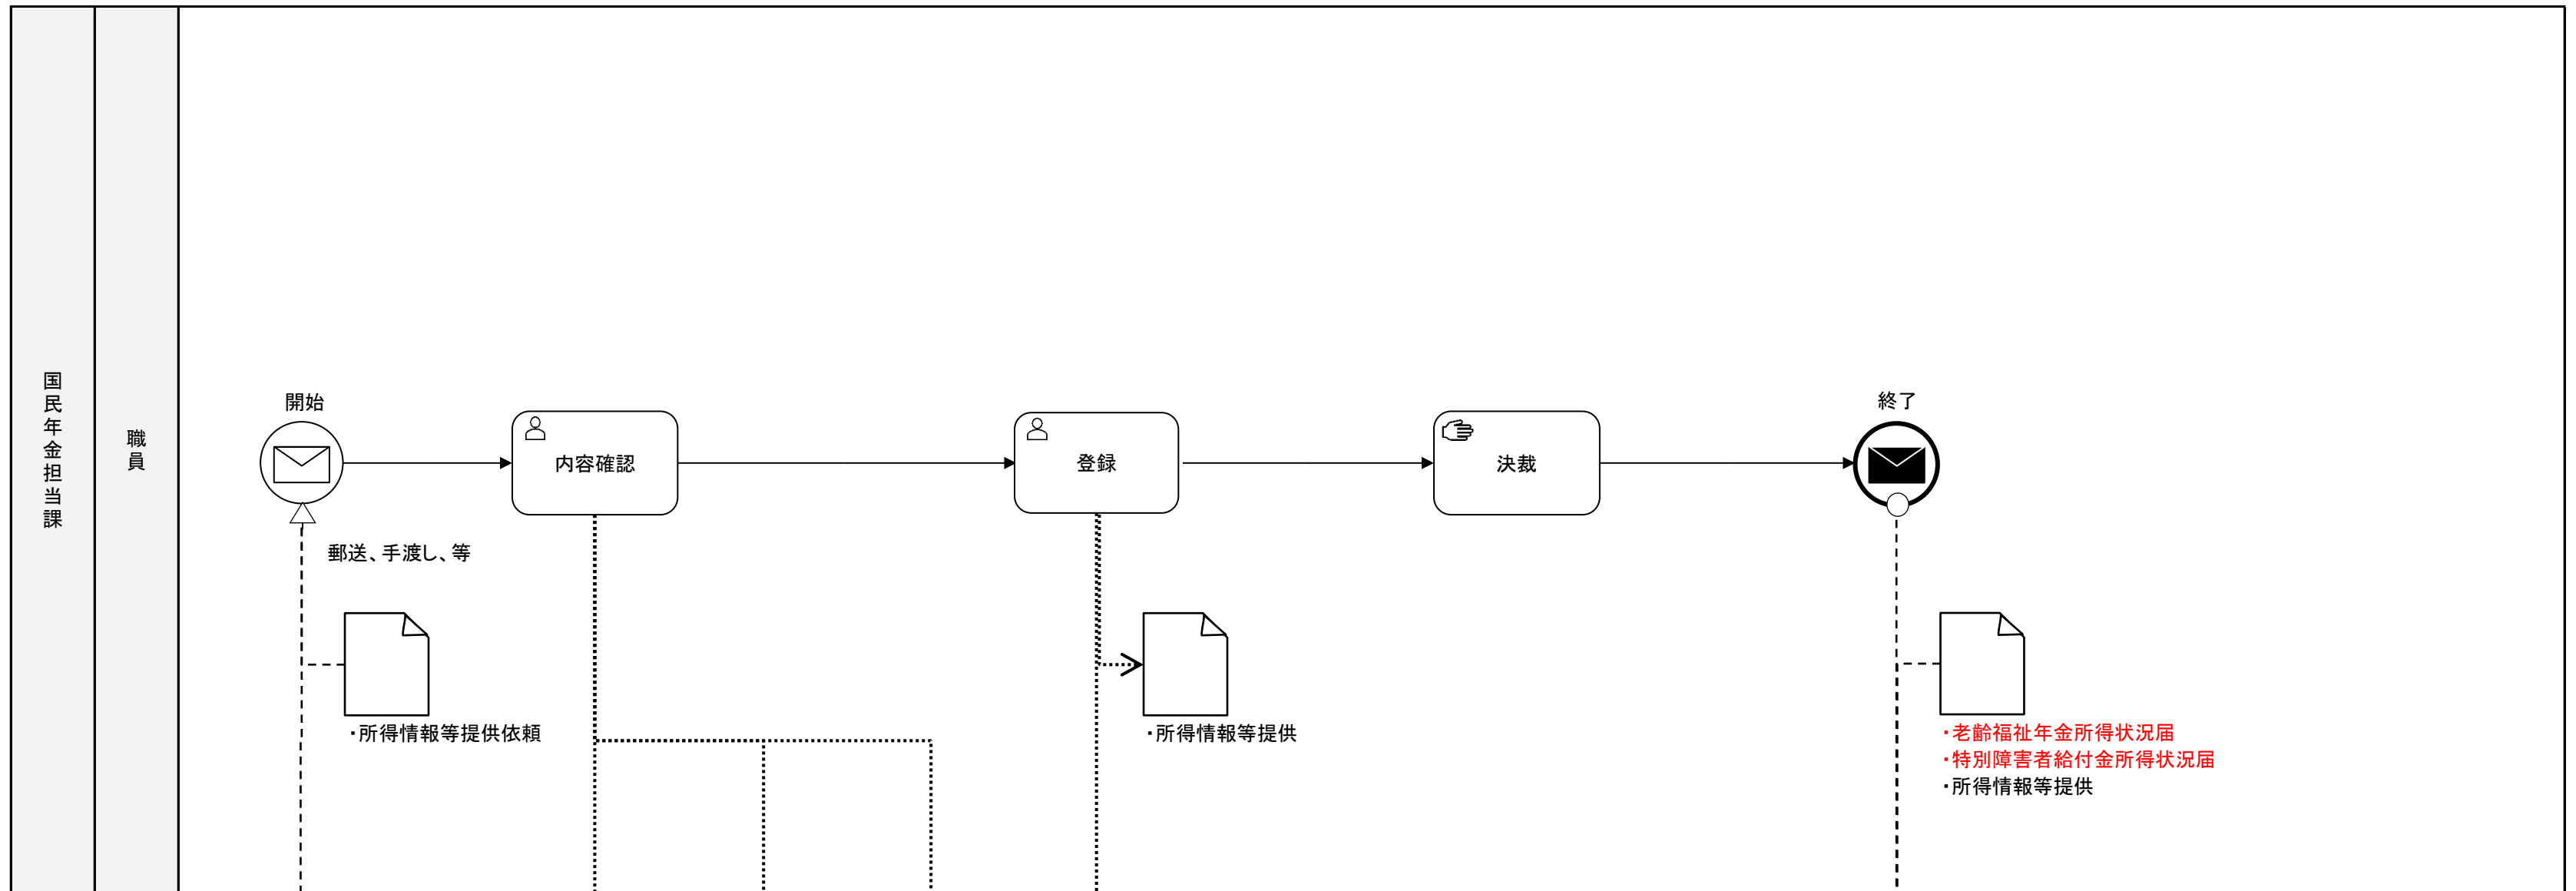 国民年金担当課
職員
開始
内容確認
登録
決裁
終了
郵送、手渡し、等
・所得情報等提供依頼
・所得情報等提供
・老齢福祉年金所得状況届
・特別障害者給付金所得状況届
・所得情報等提供